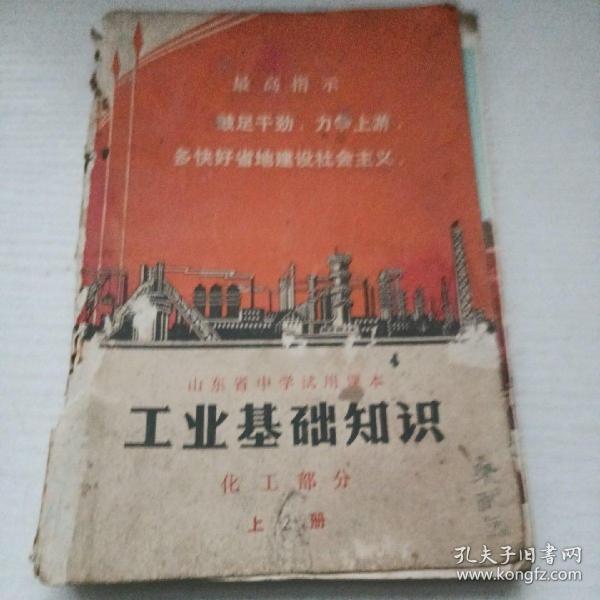 最高指示
鼓足干劲，力争上游，
多快好省地建设社会主义，
山东省中学试用课本
工业基础知识
化工部分
上 2 册
孔夫子旧书网
www.kongfz.com